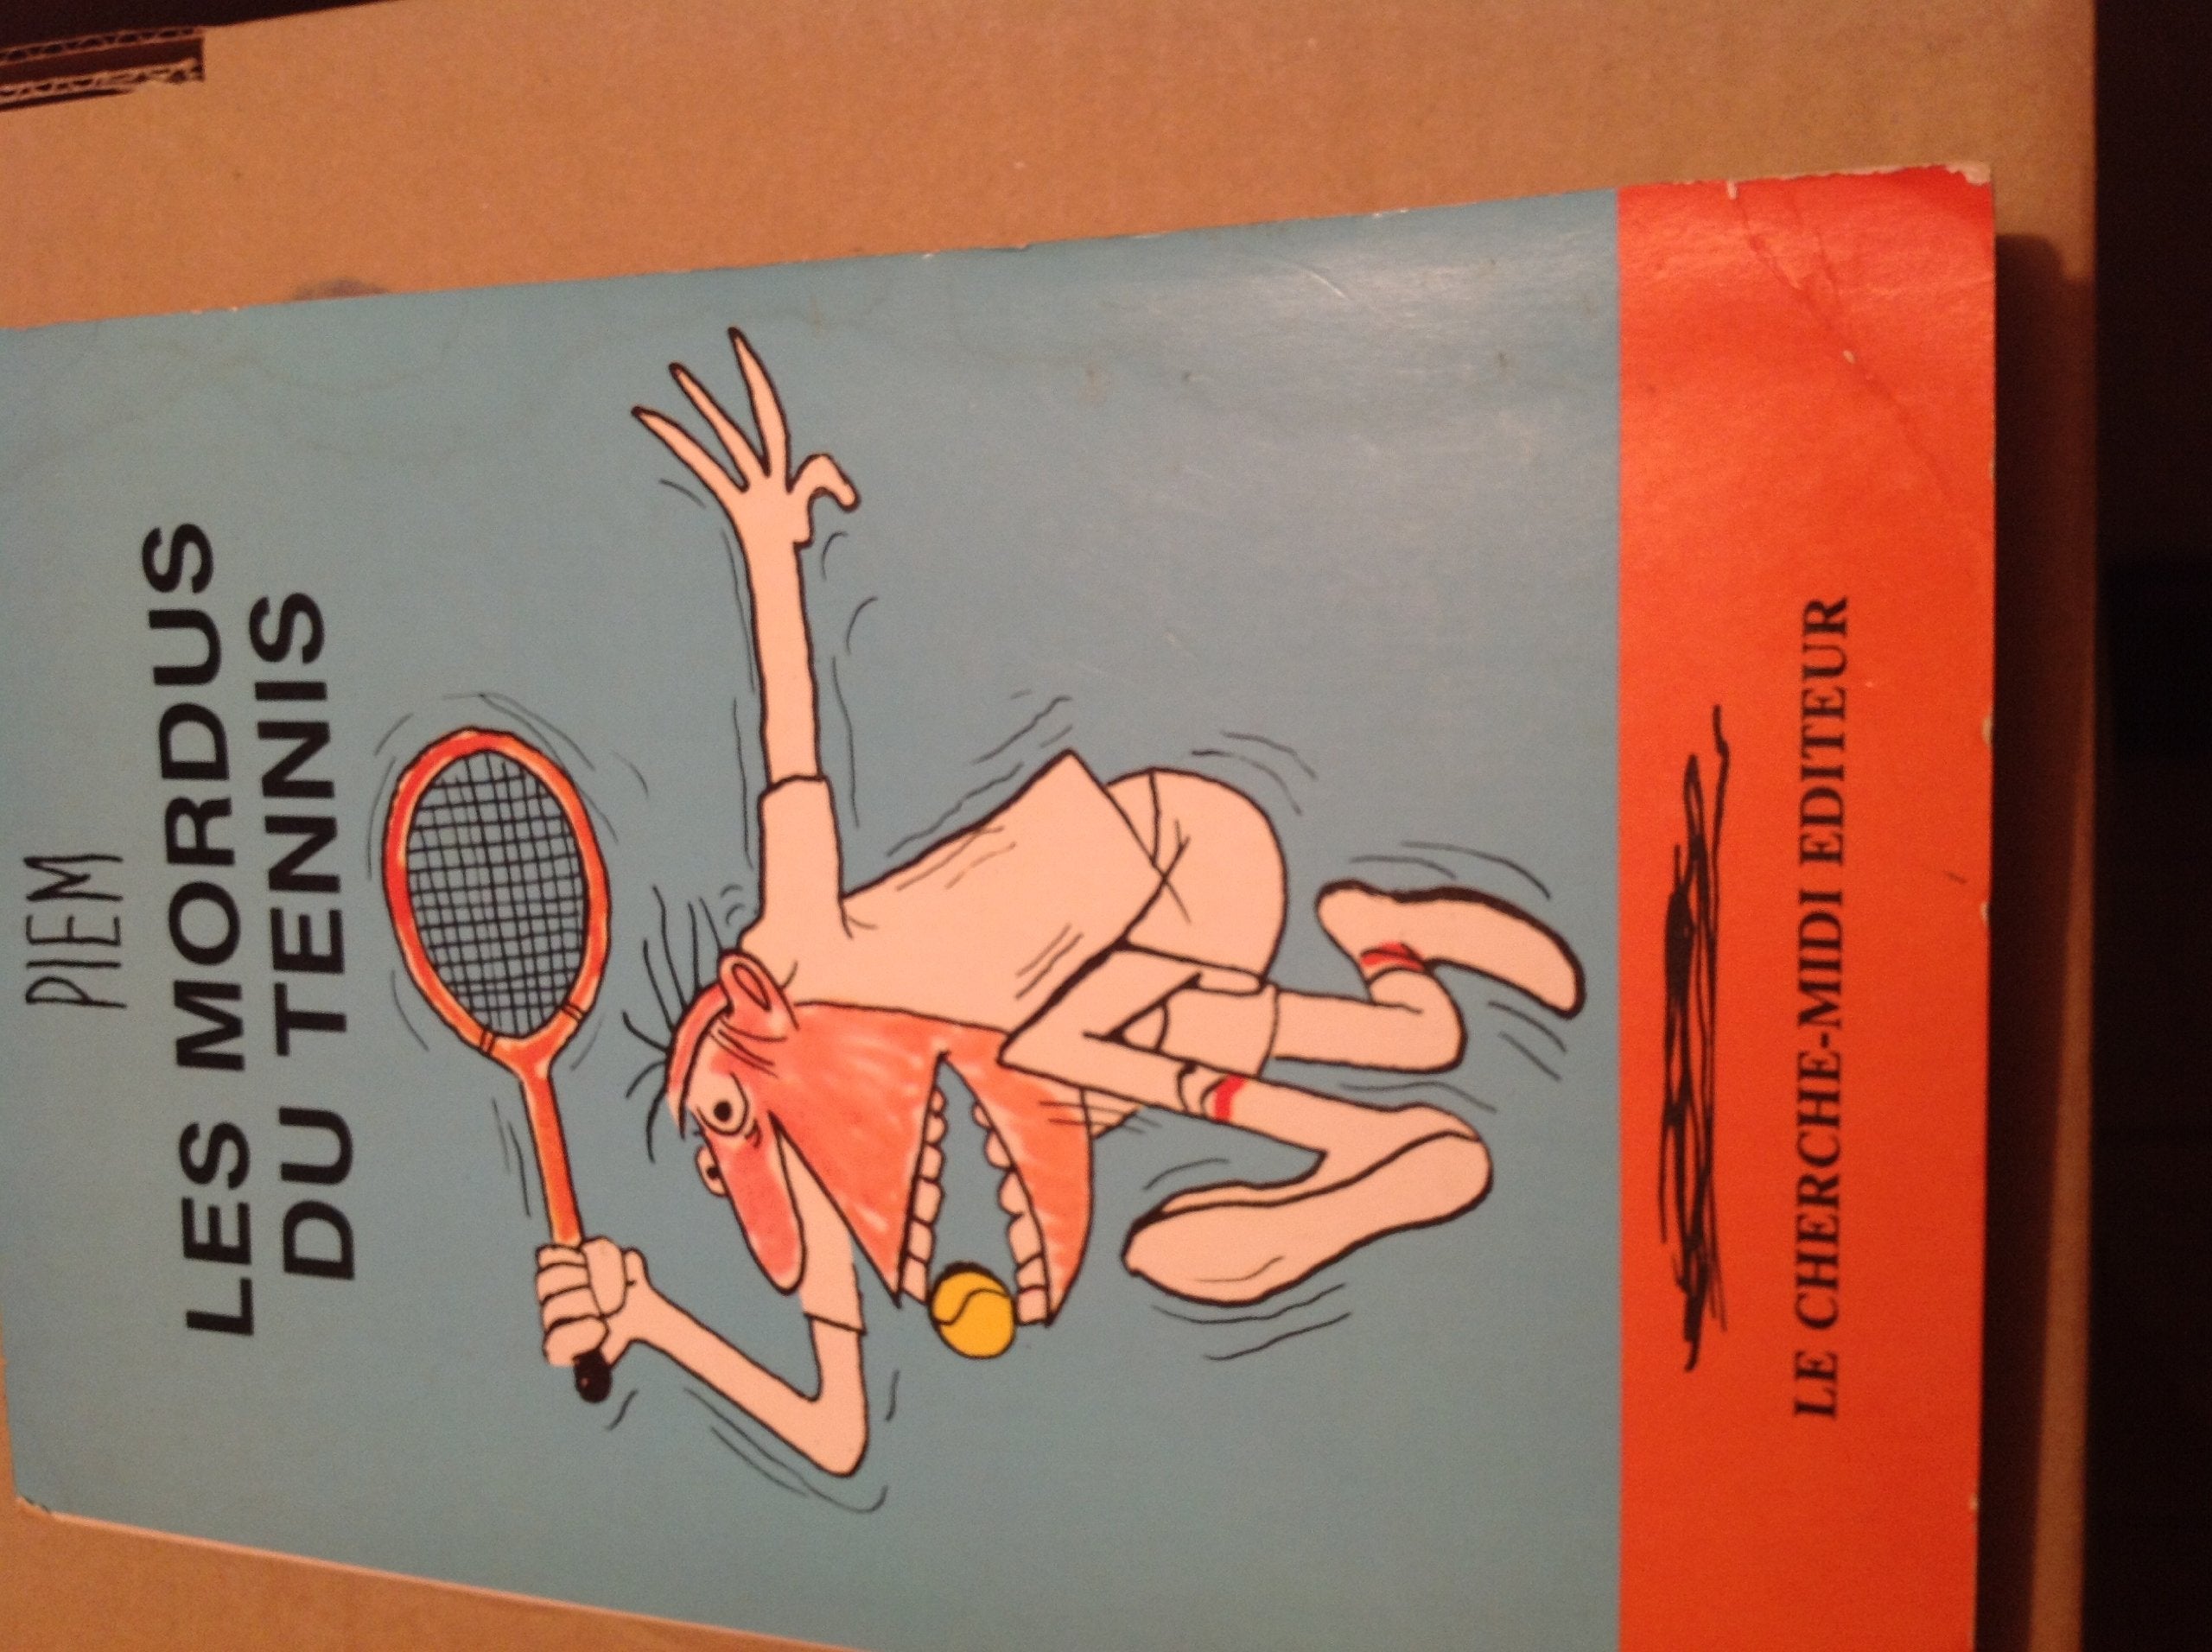 PIEM
LES MORDUS
DU TENNIS
LE CHERCHE-MIDI EDITEUR